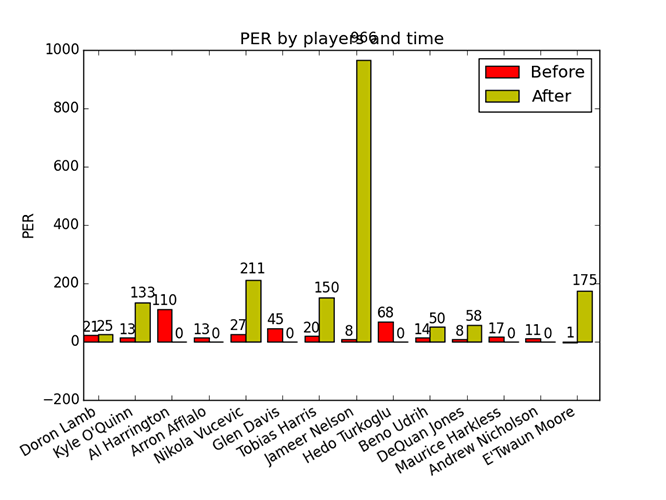 PER by players and time
966
Before
After
1000
800
600
400
200
0
−200
PER
21 25
13 133
110 0
13 0
27 211
45 0
20 150
8
68 0
14 50
8 58
17 0
11 0
1 175
Doron Lamb
Kyle O'Quinn
Al Harrington
Arron Afflalo
Nikola Vucevic
Glen Davis
Tobias Harris
Jameer Nelson
Hedo Turkoglu
Beno Udrih
DeQuan Jones
Maurice Harkless
Andrew Nicholson
E'Twaun Moore